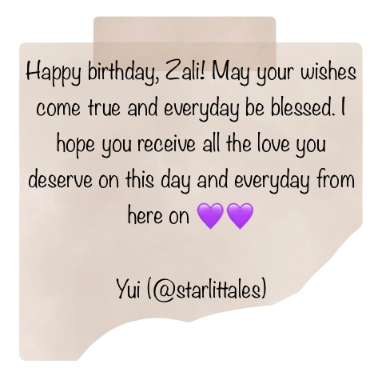 Happy birthday, Zali! May your wishes
come true and everyday be blessed. I
hope you receive all the love you
deserve on this day and everyday from
here on 💜💜
Yui (@starlittales)